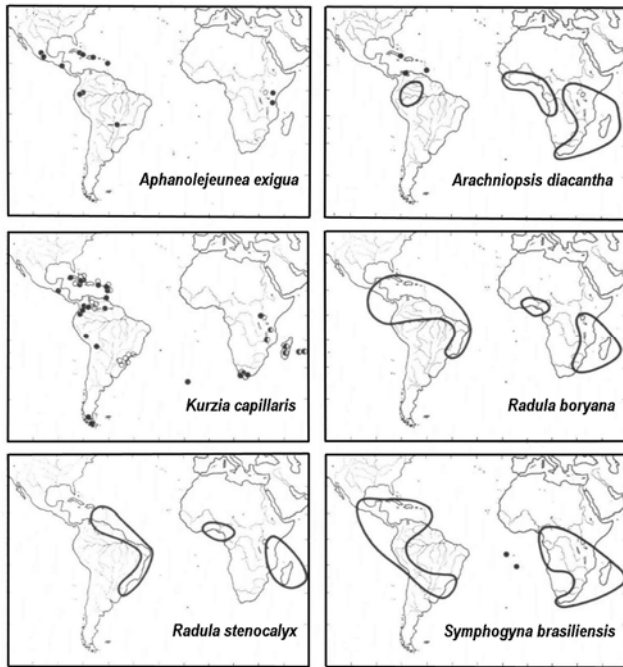 Aphanolejeunea exigua
Arachniopsis diacantha
Kurzia capillaris
Radula boryana
Radula stenocalyx
Symphogyna brasiliensis